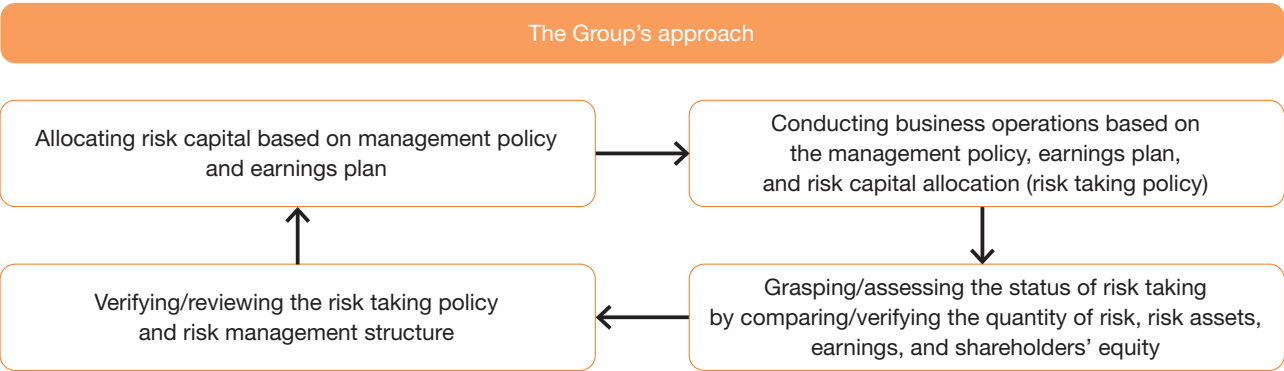 The Group’s approach
Allocating risk capital based on management policy
and earnings plan
Conducting business operations based on
the management policy, earnings plan,
and risk capital allocation (risk taking policy)
Verifying/reviewing the risk taking policy
and risk management structure
Grasping/assessing the status of risk taking
by comparing/verifying the quantity of risk, risk assets,
earnings, and shareholders’ equity